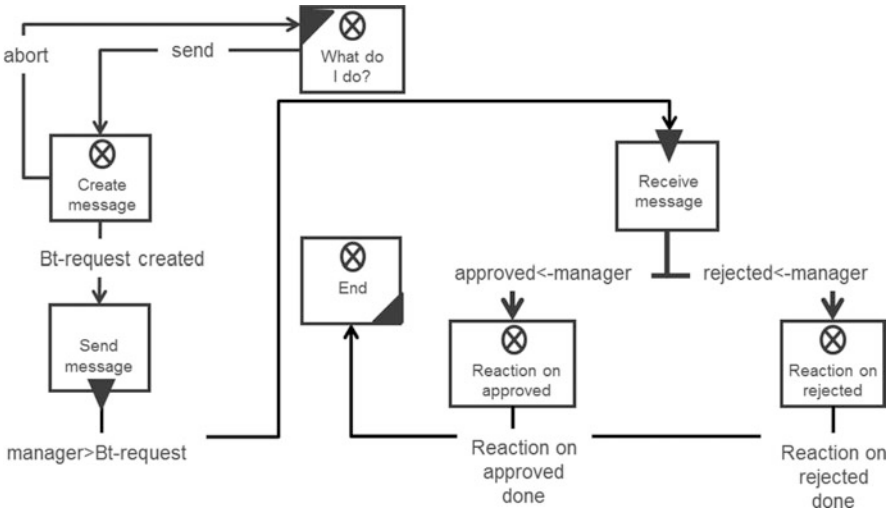 abort
send
What do
I do?
Create
message
Receive
message
Bt-request created
End
approved<-manager
rejected<-manager
Send
message
Reaction on
approved
Reaction on
rejected
manager>Bt-request
Reaction on
approved
done
Reaction on
rejected
done